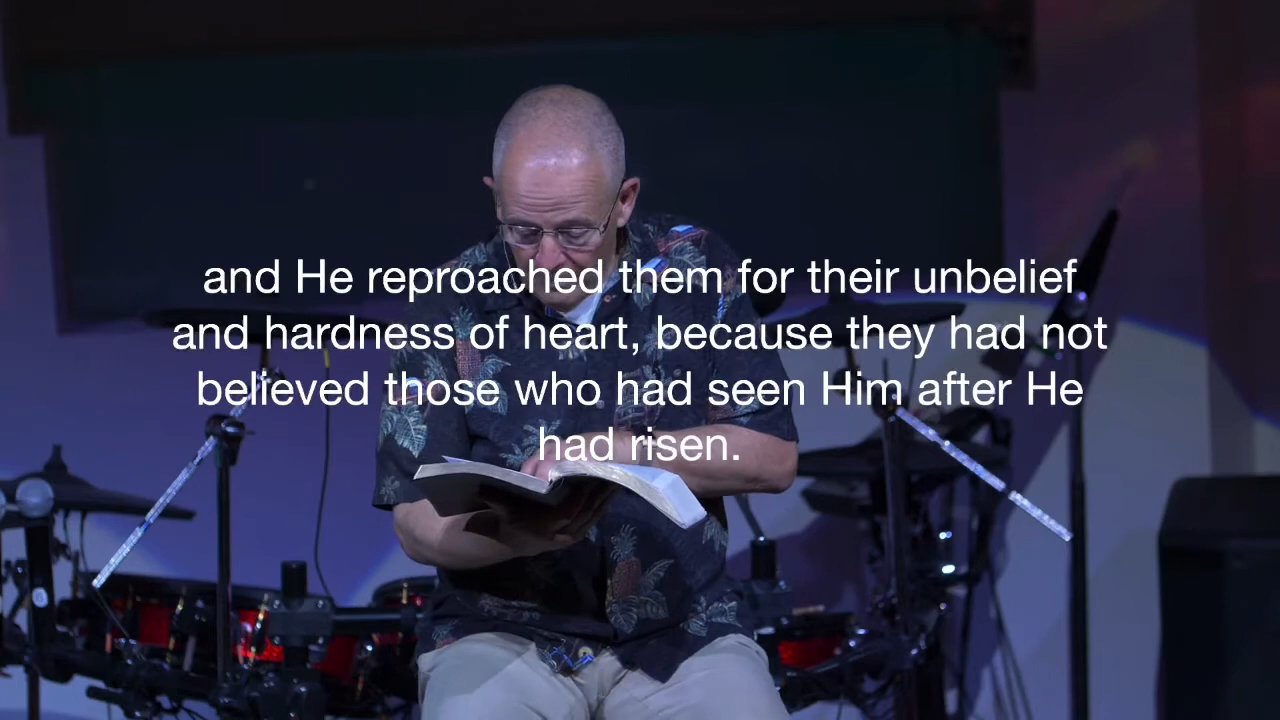 and He reproached them for their unbelief
and hardness of heart, because they had not
believed those who had seen Him after He
had risen.